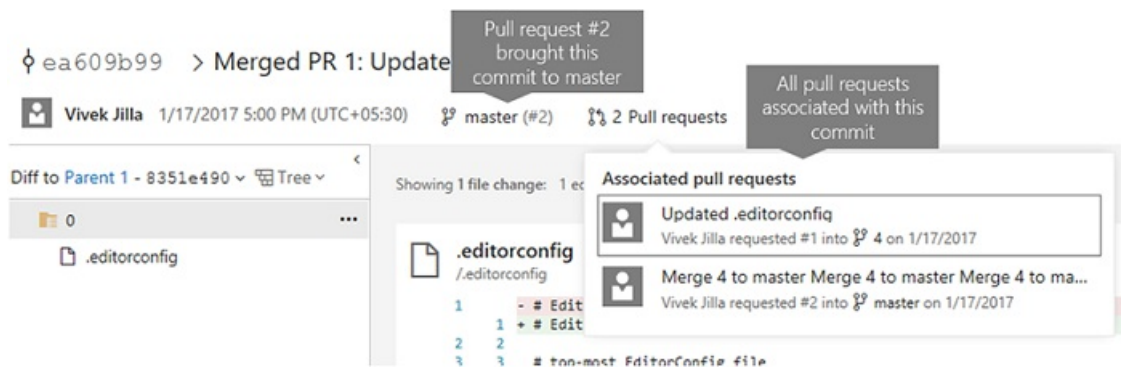 Pull request #2
brought this
commit to master
ea609b99 > Merged PR 1: Update
All pull requests
associated with this
commit
Vivek Jilla 1/17/2017 5:00 PM (UTC+05:30) master (#2) 2 Pull requests
Diff to Parent 1 - 8351e490 Tree
0
.editorconfig
Showing 1 file change: 1
.editorconfig
/.editorconfig
1 - # Edit
1 + # Edit
2 2
3 3 # top-most EditorConfig file
Associated pull requests
Updated .editorconfig
Vivek Jilla requested #1 into 4 on 1/17/2017
Merge 4 to master Merge 4 to master Merge 4 to ma...
Vivek Jilla requested #2 into master on 1/17/2017